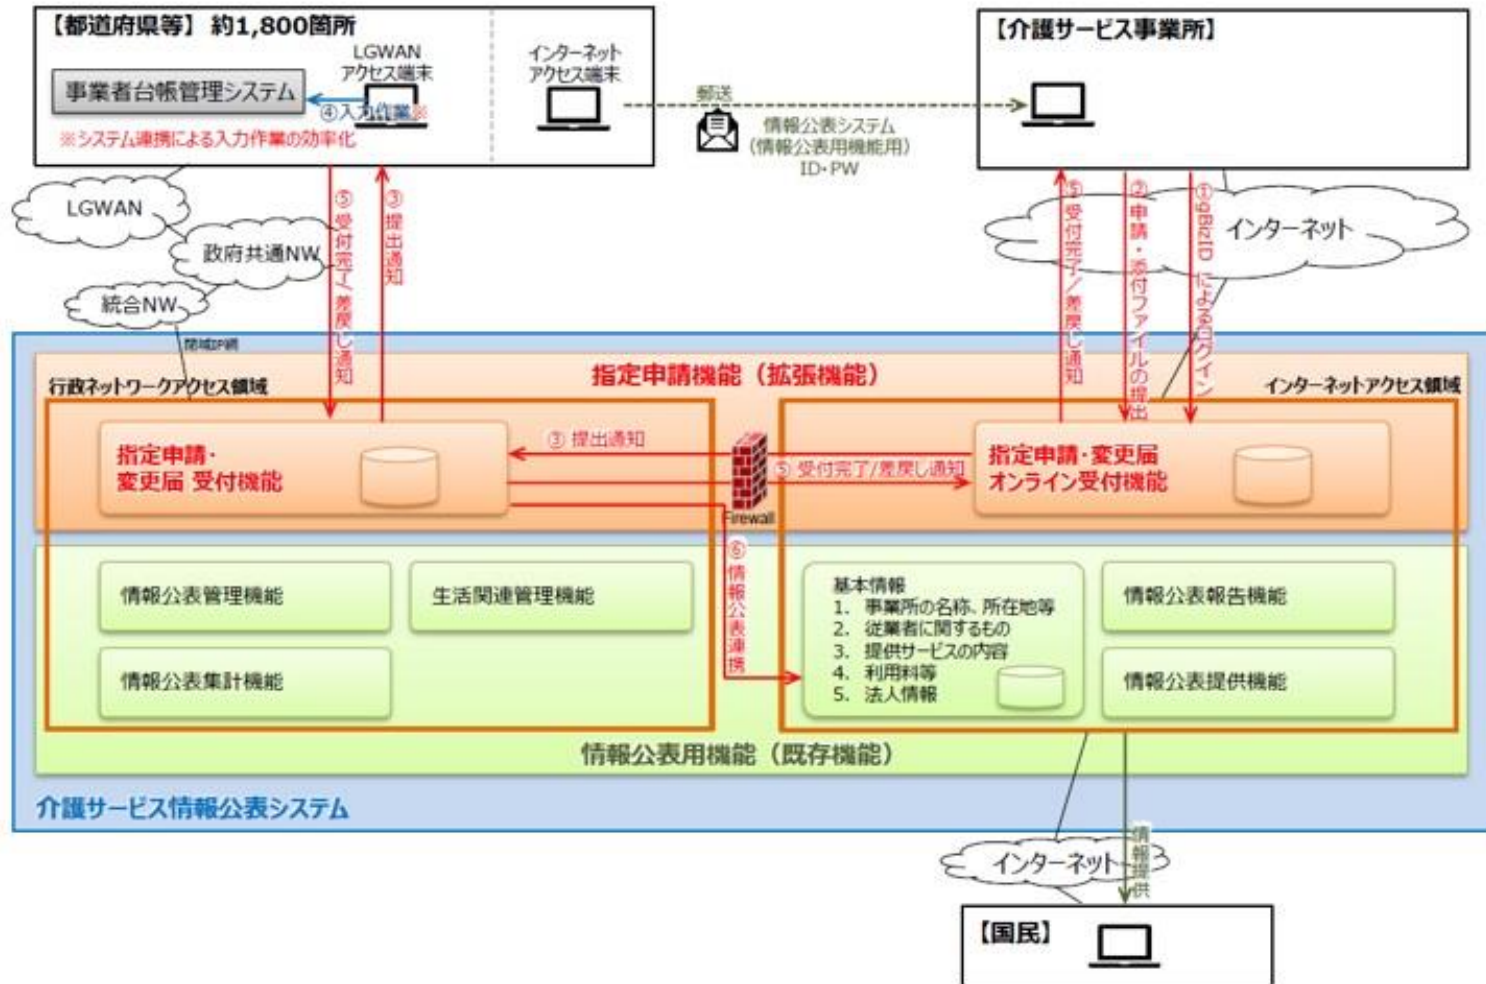 【都道府県等】 約1,800箇所
LGWAN
アクセス端末
インターネット
アクセス端末
事業者台帳管理システム
④入力作業※
※システム連携による入力作業の効率化
郵送
情報公表システム
(情報公表用機能用)
ID・PW
【介護サービス事業所】
LGWAN
政府共通NW
統合NW
閉域IP網
⑤受付完了/差戻し通知
③提出通知
⑤受付完了/差戻し通知
②申請・添付ファイルの提出
①gBizIDによるログイン
インターネット
指定申請機能（拡張機能）
行政ネットワークアクセス領域
インターネットアクセス領域
指定申請・
変更届 受付機能
③ 提出通知
⑤ 受付完了/差戻し通知
Firewall
指定申請・変更届
オンライン受付機能
⑥情報公表連携
情報公表管理機能
生活関連管理機能
情報公表集計機能
基本情報
1. 事業所の名称、所在地等
2. 従業者に関するもの
3. 提供サービスの内容
4. 利用料等
5. 法人情報
情報公表報告機能
情報公表提供機能
情報公表用機能（既存機能）
介護サービス情報公表システム
インターネット
情報提供
【国民】